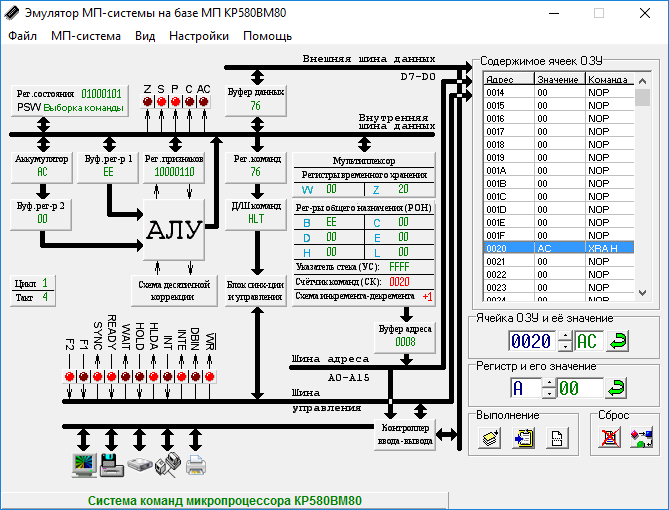 Эмулятор МП-системы на базе МП КР580ВМ80
Файл МП-система Вид Настройки Помощь
Внешняя шина данных
D7-D0
Рег.состояния 01000101
PSW Выборка команды
Z S P C AC
Буфер данных
76
Внутренняя
шина данных
Аккумулятор
AC
Буф.рег-р 1
EE
Рег.признаков
10000110
Рег.команд
76
Мультиплексор
Регистры временного хранения
W 00 Z 20
Буф.рег-р 2
00
АЛУ
Д/Ш команд
HLT
Рег-ры общего назначения (РОН)
B EE C 00
D 00 E 00
H 00 L 00
Указатель стека (УС): FFFF
Счётчик команд (СК): 0020
Схема инкремента-декремента +1
Цикл 1
Такт 4
Схема десятичной
коррекции
Блок синх-ции
и управления
Буфер адреса
0008
F2 F1 SYNC READY WAIT HOLD HLDA INT INTE DBIN WR
Шина адреса
A0-A15
Шина
управления
Контроллер
ввода-вывода
Система команд микропроцессора КР580ВМ80
Содержимое ячеек ОЗУ
Адрес Значение Команда
0014 00 NOP
0015 00 NOP
0016 00 NOP
0017 00 NOP
0018 00 NOP
0019 00 NOP
001A 00 NOP
001B 00 NOP
001C 00 NOP
001D 00 NOP
001E 00 NOP
001F 00 NOP
0020 AC XRA H
0021 00 NOP
0022 00 NOP
0023 00 NOP
0024 00 NOP
Ячейка ОЗУ и её значение
0020 AC
Регистр и его значение
A 00
Выполнение
Сброс